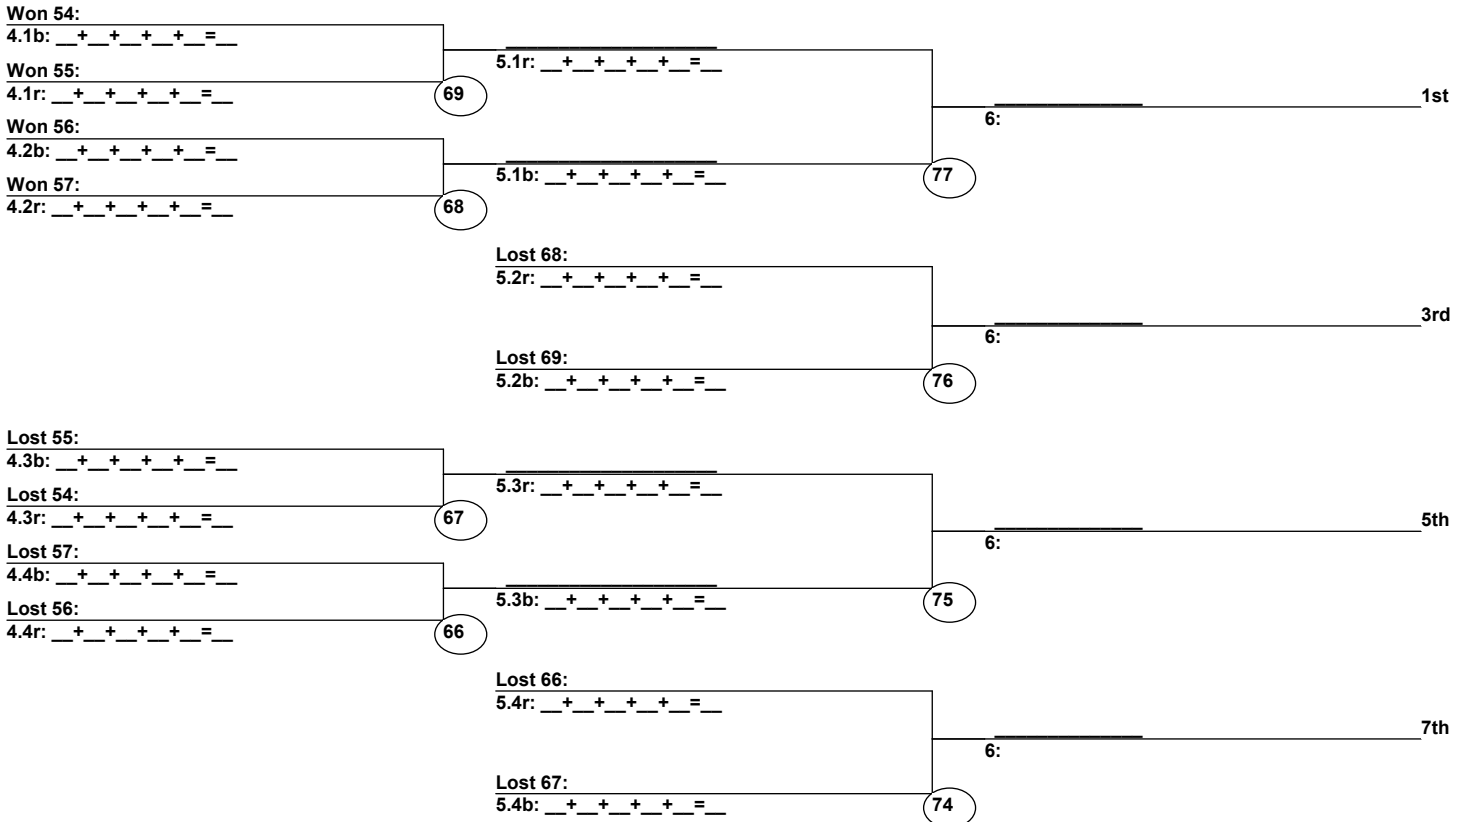 Won 54:
4.1b: __+__+__+__+__=__
5.1r: __+__+__+__+__=__
Won 55:
4.1r: __+__+__+__+__=__
69
1st
6:
Won 56:
4.2b: __+__+__+__+__=__
5.1b: __+__+__+__+__=__
77
Won 57:
4.2r: __+__+__+__+__=__
68
Lost 68:
5.2r: __+__+__+__+__=__
3rd
6:
Lost 69:
5.2b: __+__+__+__+__=__
76
Lost 55:
4.3b: __+__+__+__+__=__
5.3r: __+__+__+__+__=__
Lost 54:
4.3r: __+__+__+__+__=__
67
5th
6:
Lost 57:
4.4b: __+__+__+__+__=__
5.3b: __+__+__+__+__=__
75
Lost 56:
4.4r: __+__+__+__+__=__
66
Lost 66:
5.4r: __+__+__+__+__=__
7th
6:
Lost 67:
5.4b: __+__+__+__+__=__
74